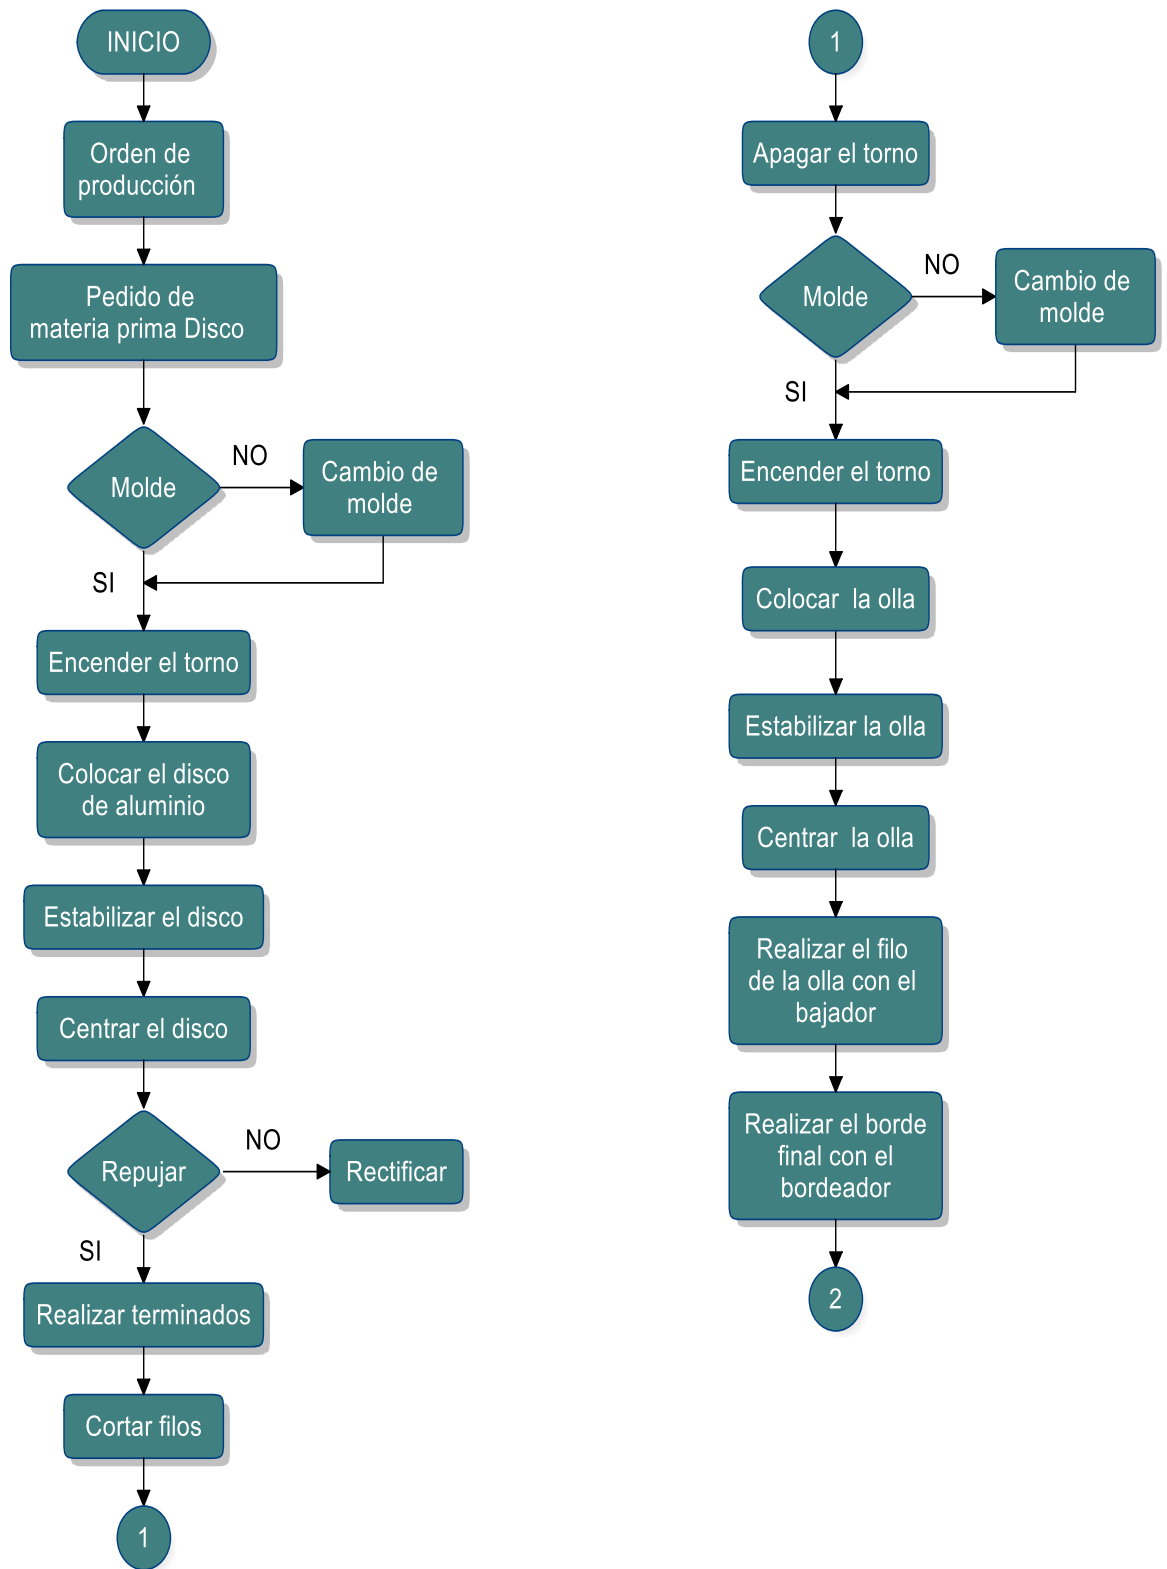 INICIO
Orden de
producción
Pedido de
materia prima Disco
Molde
NO
Cambio de
molde
SI
Encender el torno
Colocar el disco
de aluminio
Estabilizar el disco
Centrar el disco
Repujar
NO
Rectificar
SI
Realizar terminados
Cortar filos
1
1
Apagar el torno
Molde
NO
Cambio de
molde
SI
Encender el torno
Colocar la olla
Estabilizar la olla
Centrar la olla
Realizar el filo
de la olla con el
bajador
Realizar el borde
final con el
bordeador
2